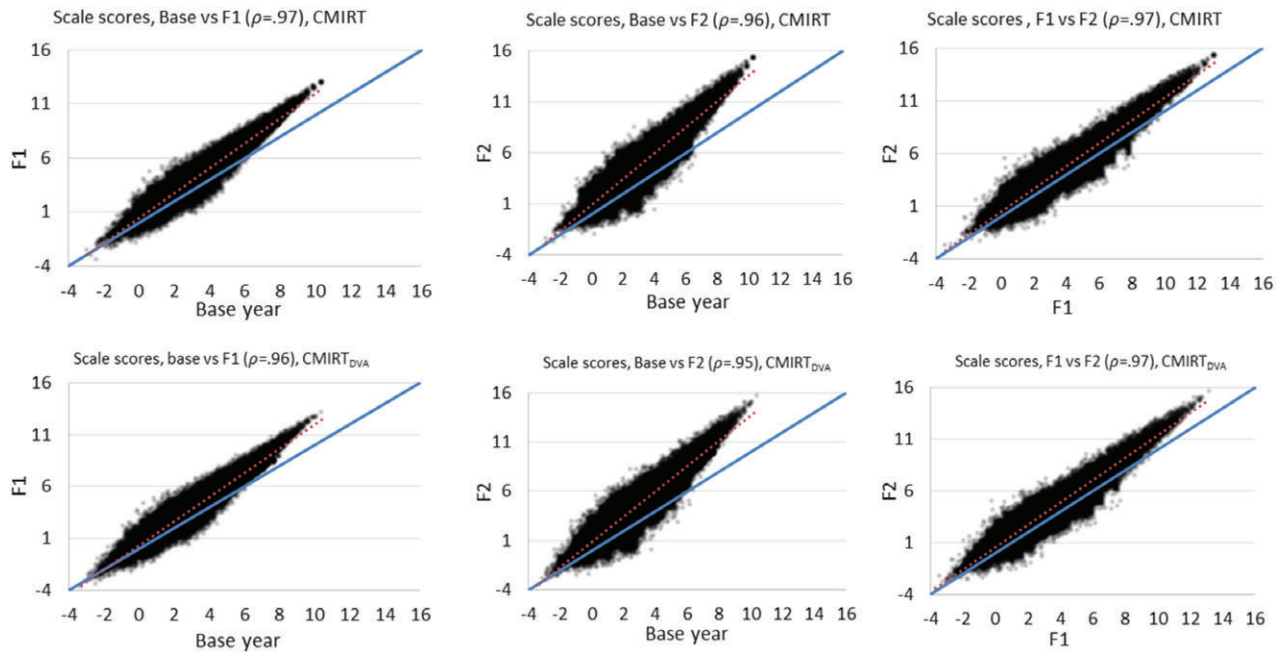 Scale scores, Base vs F1 (ρ=.97), CMIRT
16
11
6
1
-4
F1
-4 -2 0 2 4 6 8 10 12 14 16
Base year
Scale scores, Base vs F2 (ρ=.96), CMIRT
16
11
6
1
-4
F2
-4 -2 0 2 4 6 8 10 12 14 16
Base year
Scale scores , F1 vs F2 (ρ=.97), CMIRT
16
11
6
1
-4
F2
-4 -2 0 2 4 6 8 10 12 14 16
F1
Scale scores, base vs F1 (ρ=.96), CMIRTDVA
16
11
6
1
-4
F1
-4 -2 0 2 4 6 8 10 12 14 16
Base year
Scale scores, Base vs F2 (ρ=.95), CMIRTDVA
16
11
6
1
-4
F2
-4 -2 0 2 4 6 8 10 12 14 16
Base year
Scale scores, F1 vs F2 (ρ=.97), CMIRTDVA
16
11
6
1
-4
F2
-4 -2 0 2 4 6 8 10 12 14 16
F1